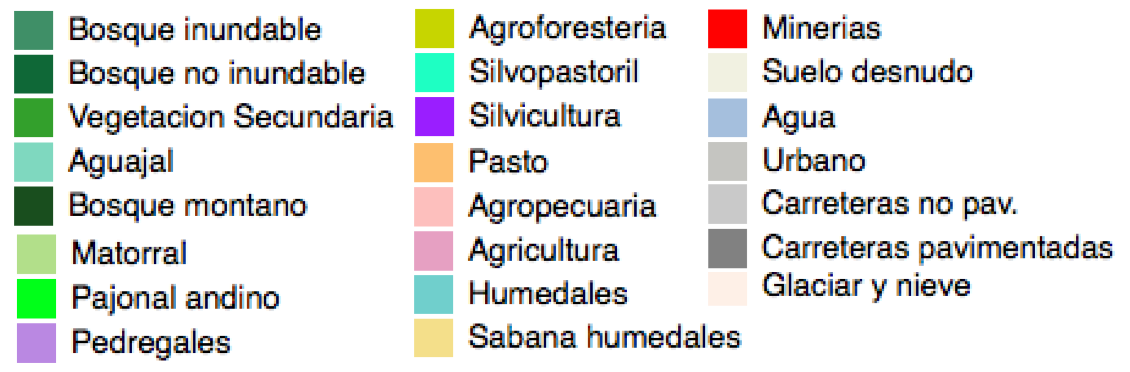 Bosque inundable
Bosque no inundable
Vegetacion Secundaria
Aguajal
Bosque montano
Matorral
Pajonal andino
Pedregales
Agroforesteria
Silvopastoril
Silvicultura
Pasto
Agropecuaria
Agricultura
Humedales
Sabana humedales
Minerias
Suelo desnudo
Agua
Urbano
Carreteras no pav.
Carreteras pavimentadas
Glaciar y nieve